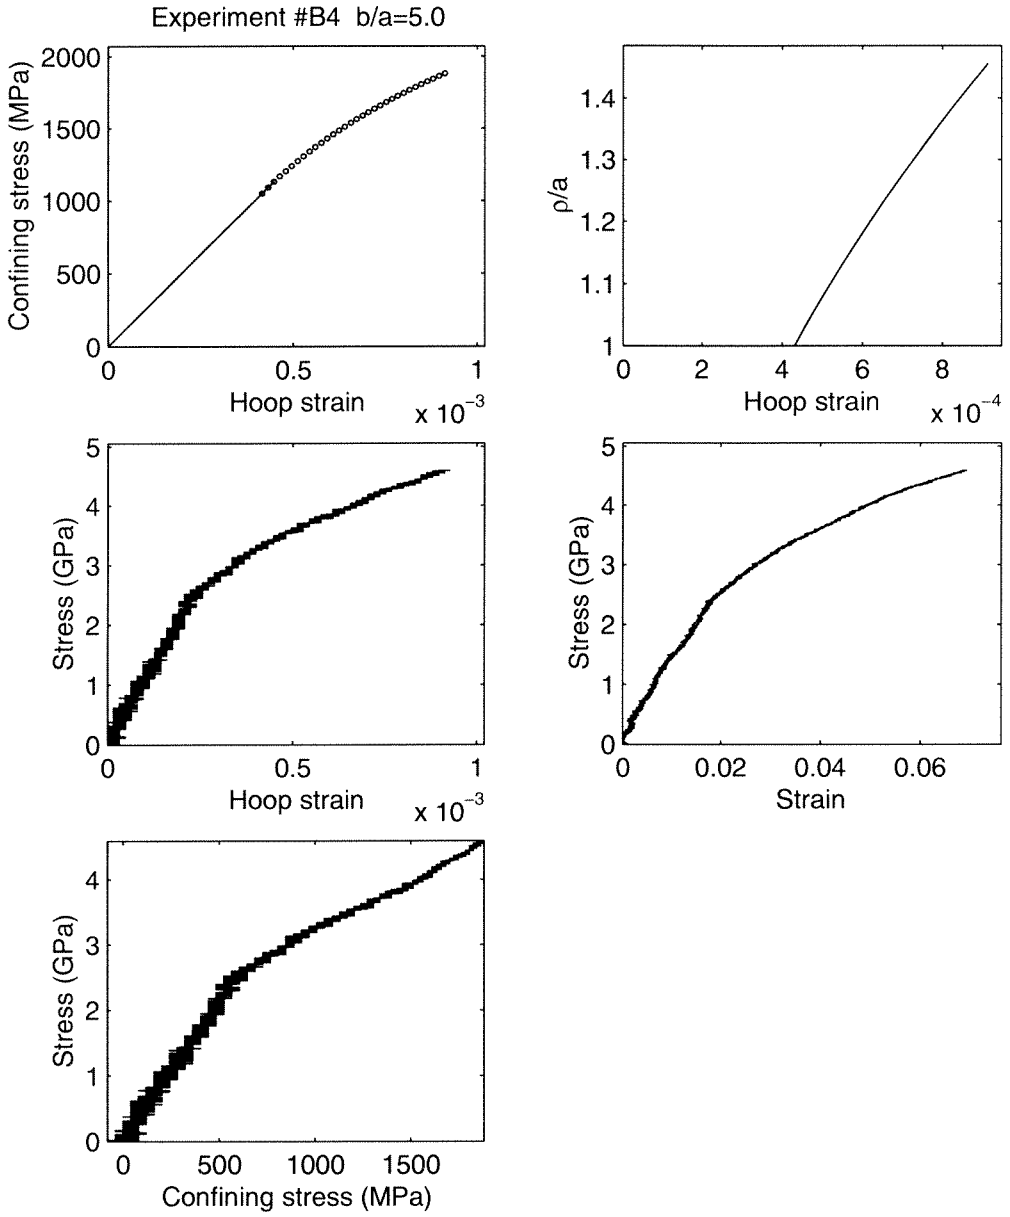 Experiment #B4 b/a=5.0
Confining stress (MPa)
2000
1500
1000
500
0
0 0.5 1
Hoop strain
x 10−3
ρ/a
1.4
1.3
1.2
1.1
1
0 2 4 6 8
Hoop strain
x 10−4
Stress (GPa)
5
4
3
2
1
0
0 0.5 1
Hoop strain
x 10−3
Stress (GPa)
5
4
3
2
1
0
0 0.02 0.04 0.06
Strain
Stress (GPa)
4
3
2
1
0
0 500 1000 1500
Confining stress (MPa)